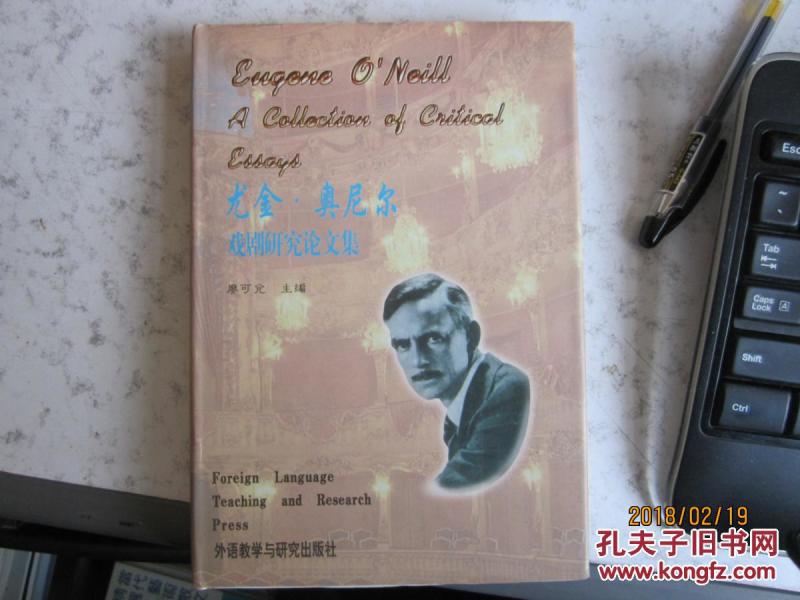 Eugene O'Neill
A Collection of Critical
Essays
尤金·奥尼尔
戏剧研究论文集
廖可兑 主编
Foreign Language
Teaching and Research
Press
外语教学与研究出版社
Esc
Tab
Caps
Lock A
Shift
Ctrl
2018/02/19
孔夫子旧书网
www.kongfz.com